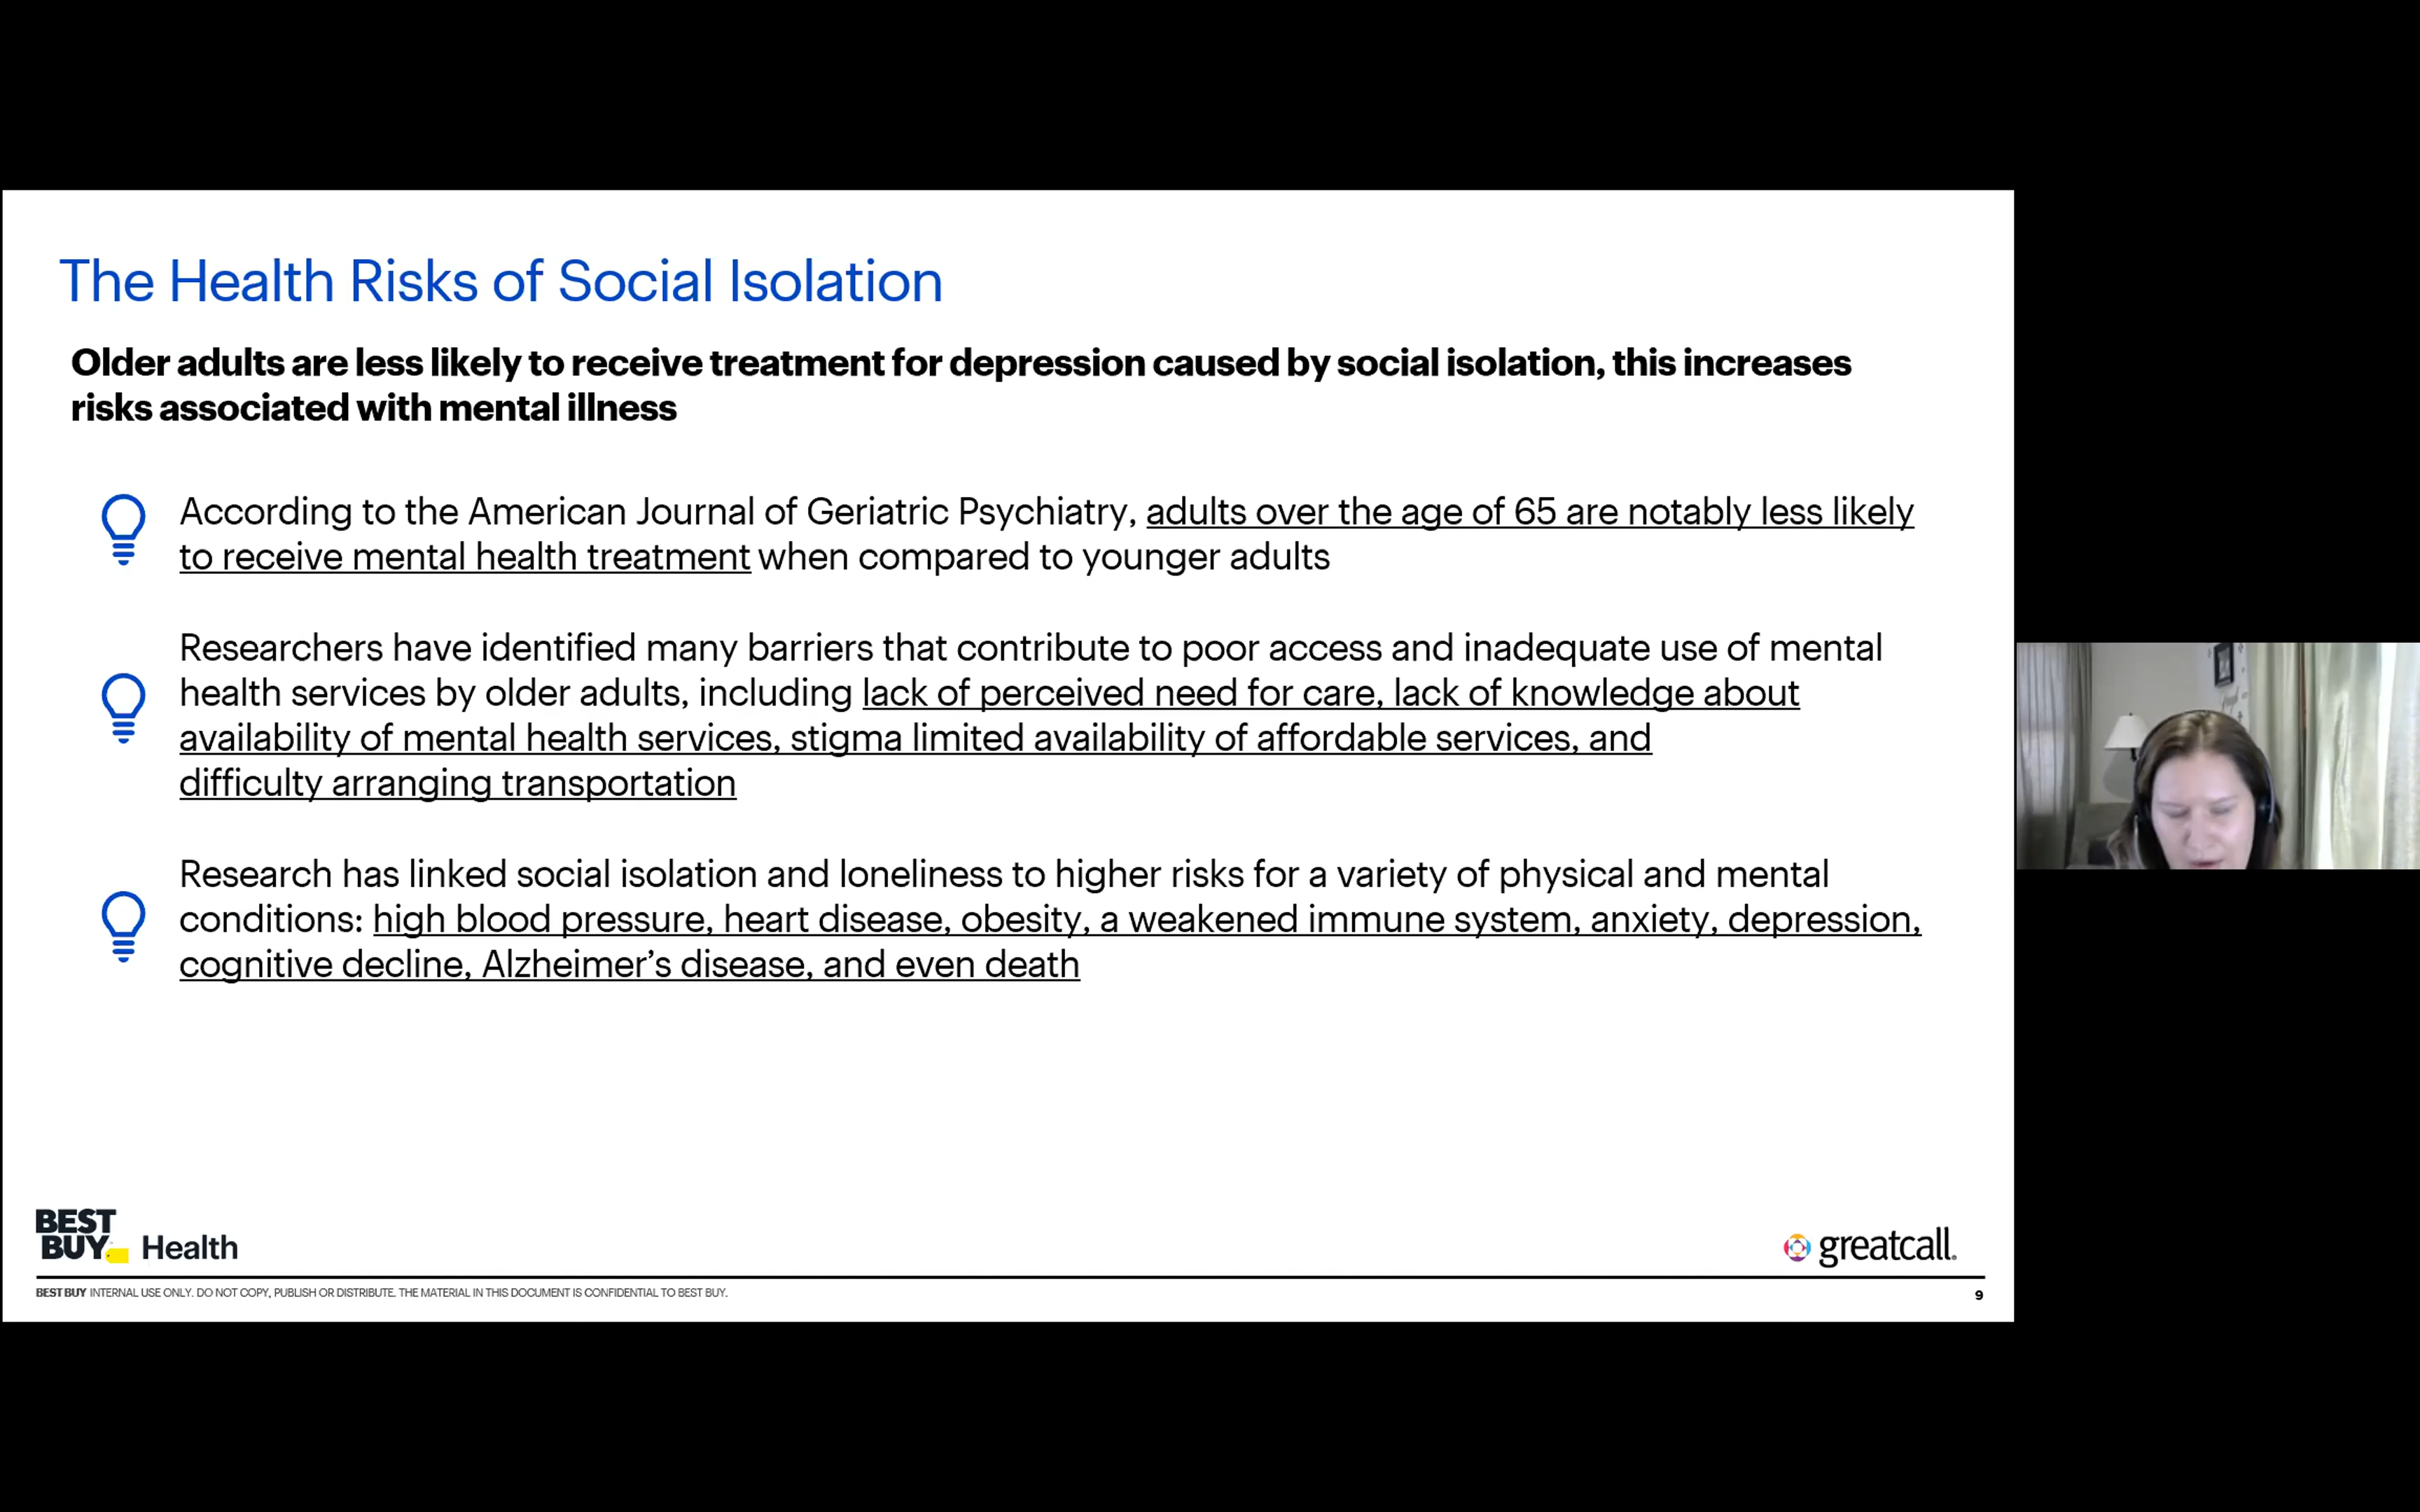 The Health Risks of Social Isolation
Older adults are less likely to receive treatment for depression caused by social isolation, this increases
risks associated with mental illness
According to the American Journal of Geriatric Psychiatry, adults over the age of 65 are notably less likely
to receive mental health treatment when compared to younger adults
Researchers have identified many barriers that contribute to poor access and inadequate use of mental
health services by older adults, including lack of perceived need for care, lack of knowledge about
availability of mental health services, stigma limited availability of affordable services, and
difficulty arranging transportation
Research has linked social isolation and loneliness to higher risks for a variety of physical and mental
conditions: high blood pressure, heart disease, obesity, a weakened immune system, anxiety, depression,
cognitive decline, Alzheimer’s disease, and even death
BEST
BUY Health
greatcall.
BEST BUY INTERNAL USE ONLY. DO NOT COPY, PUBLISH OR DISTRIBUTE. THE MATERIAL IN THIS DOCUMENT IS CONFIDENTIAL TO BEST BUY.
9